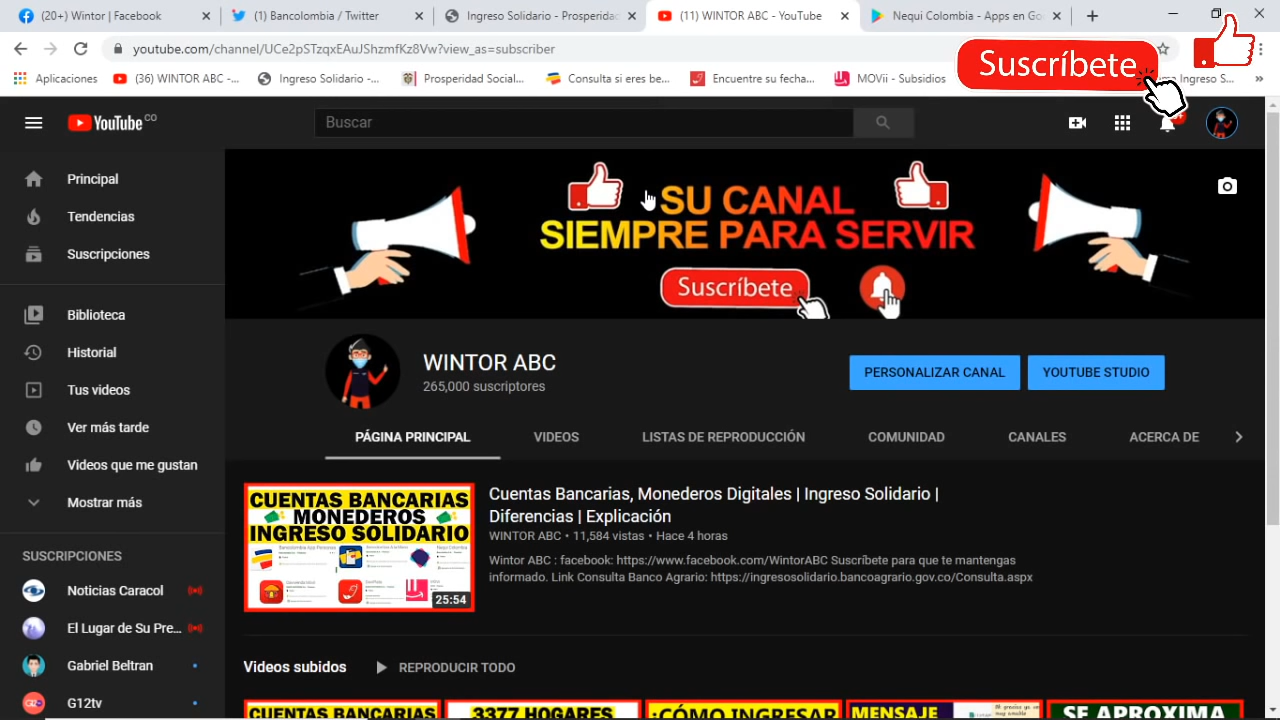 (20+) Wintor | Facebook
(1) Bancolombia / Twitter
Ingreso Solidario - Prosperidad
(11) WINTOR ABC - YouTube
Nequi Colombia - Apps en Go
youtube.com/channel/UCe2pSTzqxEAuJShzmfKz8Vw?view_as=subscriber
Suscríbete
Aplicaciones
(36) WINTOR ABC -...
Ingreso Solidario -...
Prosperidad Social...
Consulta si eres be...
Encuentre su fecha...
MOVii - Subsidios
Ingreso S...
YouTube CO
Buscar
Principal
Tendencias
Suscripciones
Biblioteca
Historial
Tus videos
Ver más tarde
Videos que me gustan
Mostrar más
SUSCRIPCIONES
Noticias Caracol
El Lugar de Su Pre...
Gabriel Beltran
G12tv
SU CANAL
SIEMPRE PARA SERVIR
Suscríbete
WINTOR ABC
265,000 suscriptores
PERSONALIZAR CANAL
YOUTUBE STUDIO
PÁGINA PRINCIPAL
VIDEOS
LISTAS DE REPRODUCCIÓN
COMUNIDAD
CANALES
ACERCA DE
CUENTAS BANCARIAS
MONEDEROS
INGRESO SOLIDARIO
25:54
Cuentas Bancarias, Monederos Digitales | Ingreso Solidario |
Diferencias | Explicación
WINTOR ABC • 11,584 vistas • Hace 4 horas
Wintor ABC ; facebook: https://www.facebook.com/WintorABC Suscríbete para que te mantengas
informado. Link Consulta Banco Agrario: https://ingresosolidario.bancoagrario.gov.co/Consulta.aspx
Videos subidos
REPRODUCIR TODO
CUENTAS BANCARIAS
HOGARES
¿CÓMO INGRESAR
MENSAJE
SE APROXIMA